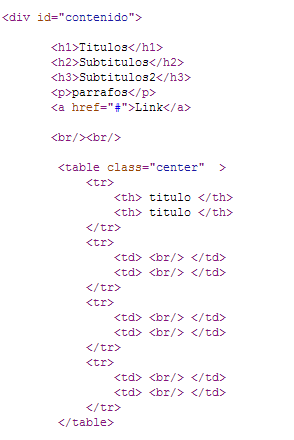 <div id="contenido">
<h1>Titulos</h1>
<h2>Subtitulos</h2>
<h3>Subtitulos2</h3>
<p>parrafos</p>
<a href="#">Link</a>
<br/><br/>
<table class="center"  >
<tr>
<th> titulo </th>
<th> titulo </th>
</tr>
<tr>
<td> <br/> </td>
<td> <br/> </td>
</tr>
<tr>
<td> <br/> </td>
<td> <br/> </td>
</tr>
<tr>
<td> <br/> </td>
<td> <br/> </td>
</tr>
</table>